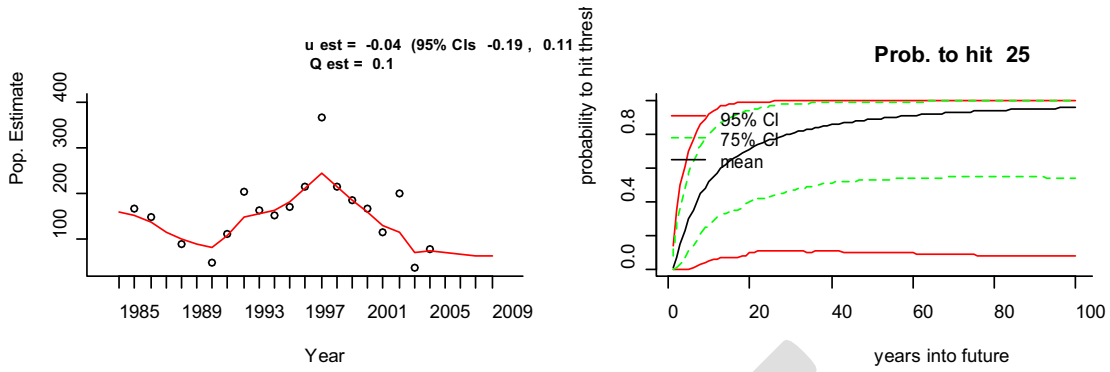 u est = -0.04 (95% CIs -0.19 , 0.11
Q est = 0.1
Pop. Estimate
400
300
200
100
1985 1989 1993 1997 2001 2005 2009
Year
Prob. to hit 25
probability to hit thresh
0.8
0.4
0.0
95% CI
75% CI
mean
0 20 40 60 80 100
years into future